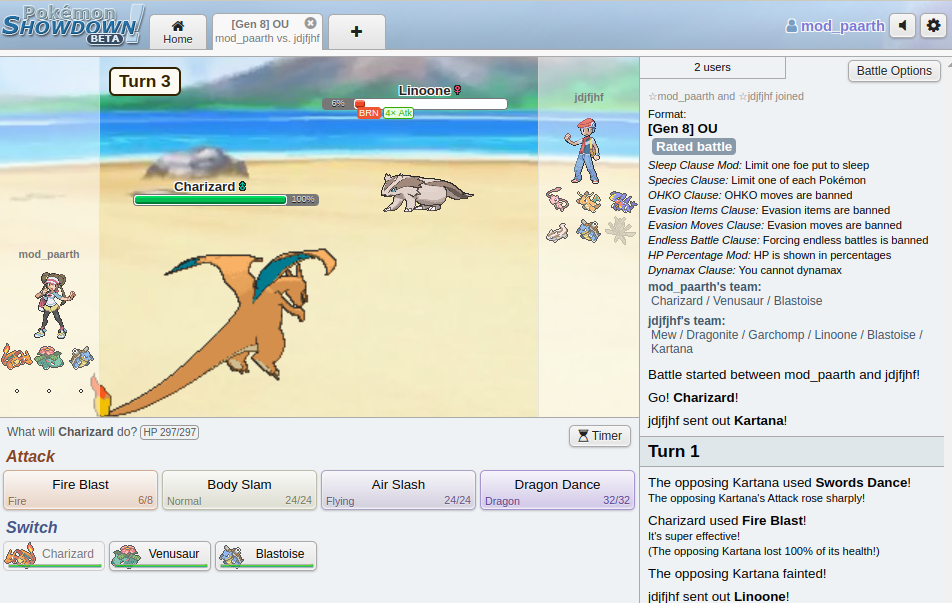 Pokémon
SHOWDOWN!
BETA
Home
[Gen 8] OU
mod_paarth vs. jdjfjhf
+
mod_paarth
Turn 3
Linoone
6%
BRN 4× Atk
Charizard
100%
mod_paarth
jdjfjhf
What will Charizard do? HP 297/297
Timer
Attack
Fire Blast
Fire 6/8
Body Slam
Normal 24/24
Air Slash
Flying 24/24
Dragon Dance
Dragon 32/32
Switch
Charizard
Venusaur
Blastoise
2 users
Battle Options
☆mod_paarth and ☆jdjfjhf joined
Format:
[Gen 8] OU
Rated battle
Sleep Clause Mod: Limit one foe put to sleep
Species Clause: Limit one of each Pokémon
OHKO Clause: OHKO moves are banned
Evasion Items Clause: Evasion items are banned
Evasion Moves Clause: Evasion moves are banned
Endless Battle Clause: Forcing endless battles is banned
HP Percentage Mod: HP is shown in percentages
Dynamax Clause: You cannot dynamax
mod_paarth's team:
Charizard / Venusaur / Blastoise
jdjfjhf's team:
Mew / Dragonite / Garchomp / Linoone / Blastoise /
Kartana
Battle started between mod_paarth and jdjfjhf!
Go! Charizard!
jdjfjhf sent out Kartana!
Turn 1
The opposing Kartana used Swords Dance!
The opposing Kartana's Attack rose sharply!
Charizard used Fire Blast!
It's super effective!
(The opposing Kartana lost 100% of its health!)
The opposing Kartana fainted!
jdjfjhf sent out Linoone!